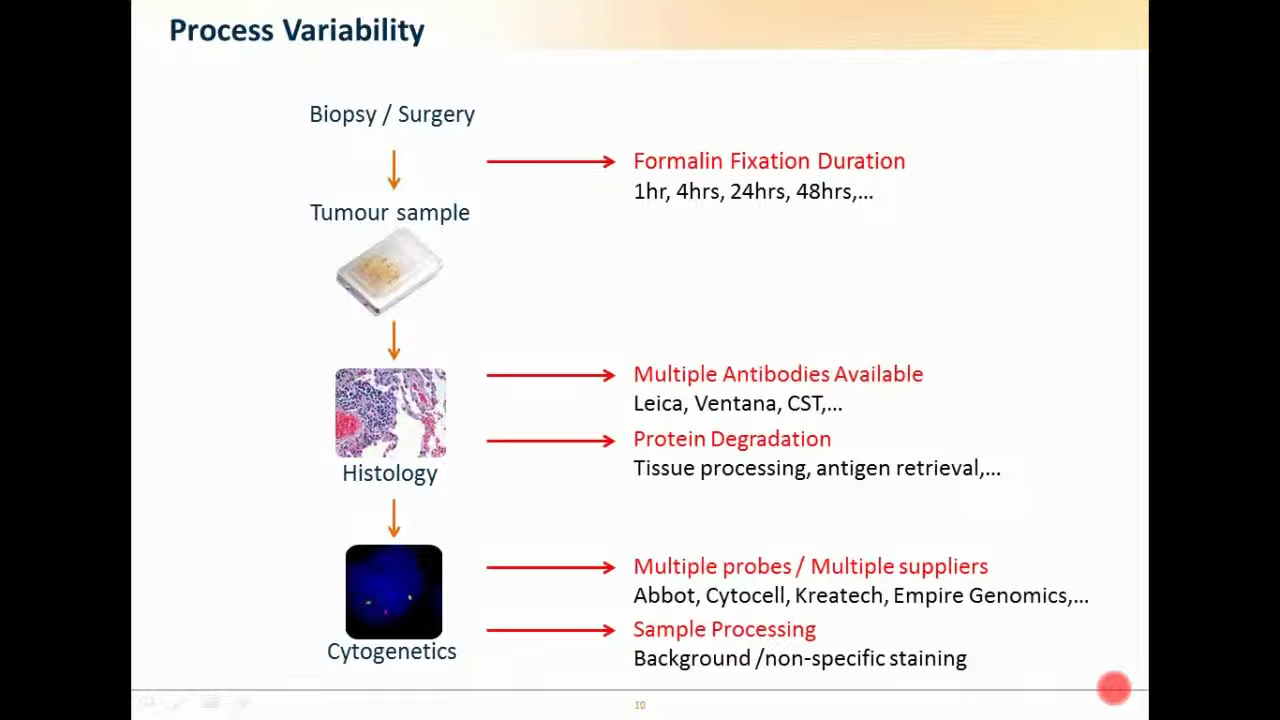 Process Variability
Biopsy / Surgery
Formalin Fixation Duration
1hr, 4hrs, 24hrs, 48hrs,...
Tumour sample
Multiple Antibodies Available
Leica, Ventana, CST,...
Protein Degradation
Tissue processing, antigen retrieval,...
Histology
Multiple probes / Multiple suppliers
Abbot, Cytocell, Kreatech, Empire Genomics,...
Sample Processing
Cytogenetics
Background /non-specific staining
10